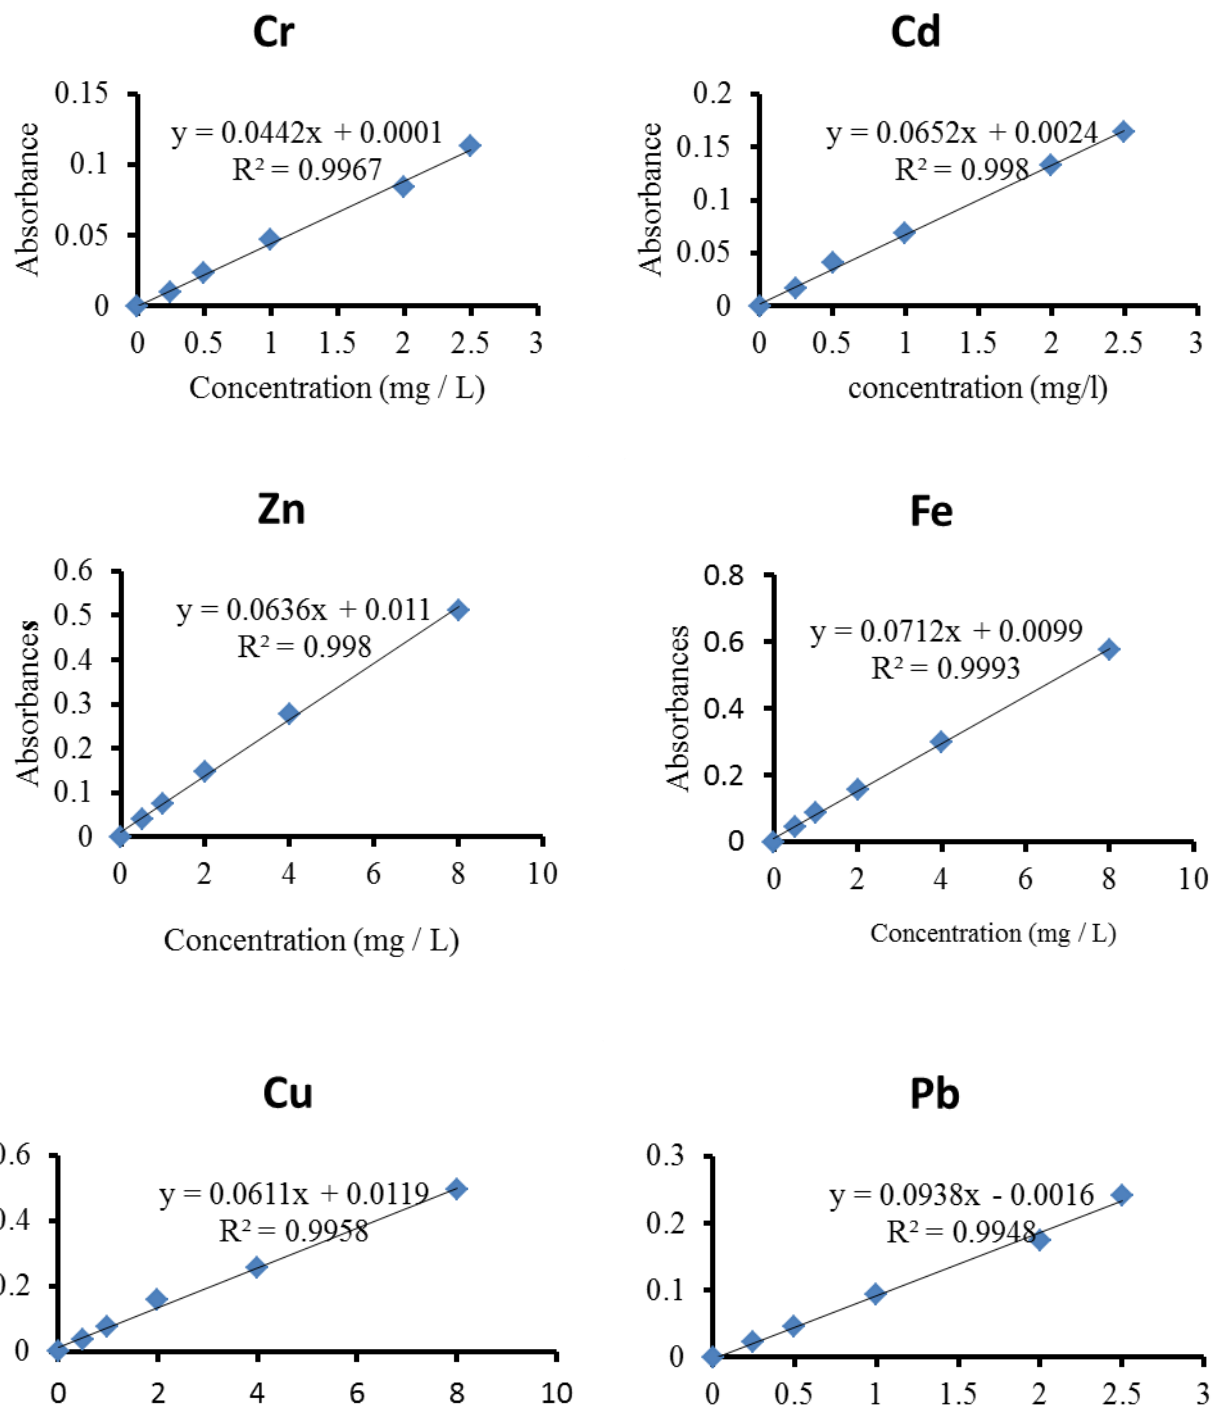 Cr
0.15
0.1
0.05
0
y = 0.0442x + 0.0001
R² = 0.9967
Absorbance
0 0.5 1 1.5 2 2.5 3
Concentration (mg / L)
Cd
0.2
0.15
0.1
0.05
0
y = 0.0652x + 0.0024
R² = 0.998
Absorbance
0 0.5 1 1.5 2 2.5 3
concentration (mg/l)
Zn
0.6
0.5
0.4
0.3
0.2
0.1
0
y = 0.0636x + 0.011
R² = 0.998
Absorbances
0 2 4 6 8 10
Concentration (mg / L)
Fe
0.8
0.6
0.4
0.2
0
y = 0.0712x + 0.0099
R² = 0.9993
Absorbances
0 2 4 6 8 10
Concentration (mg / L)
Cu
0.6
0.4
0.2
0
y = 0.0611x + 0.0119
R² = 0.9958
0 2 4 6 8 10
Pb
0.3
0.2
0.1
0
y = 0.0938x - 0.0016
R² = 0.9948
0 0.5 1 1.5 2 2.5 3